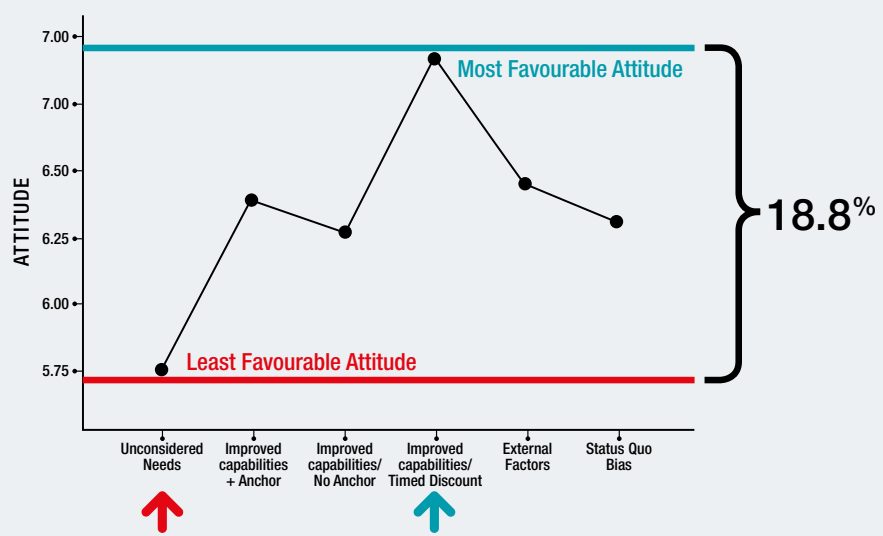 7.00
7.00
6.50
6.25
6.00
5.75
ATTITUDE
Most Favourable Attitude
Least Favourable Attitude
18.8%
Unconsidered
Needs
Improved
capabilities
+ Anchor
Improved
capabilities/
No Anchor
Improved
capabilities/
Timed Discount
External
Factors
Status Quo
Bias